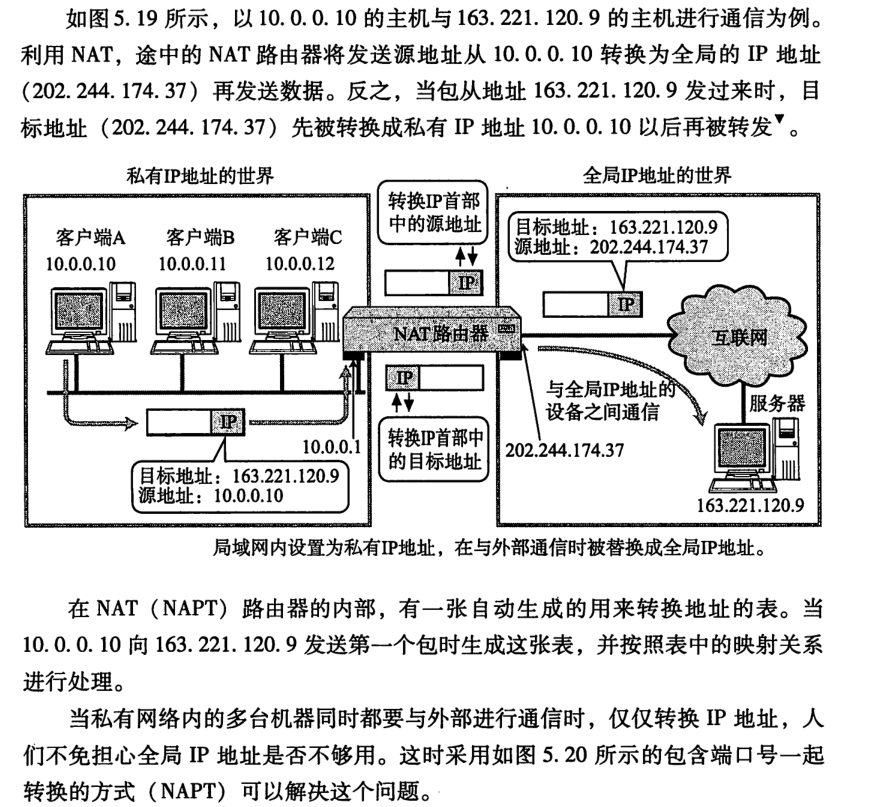 如图5.19 所示，以10.0.0.10 的主机与163.221.120.9 的主机进行通信为例。
利用 NAT，途中的 NAT 路由器将发送源地址从 10.0.0.10 转换为全局的 IP 地址
（202.244.174.37）再发送数据。反之，当包从地址 163.221.120.9 发过来时，目
标地址（202.244.174.37）先被转换成私有 IP 地址10.0.0.10 以后再被转发▼。
私有IP地址的世界
全局IP地址的世界
转换IP首部
中的源地址
目标地址：163.221.120.9
源地址：202.244.174.37
客户端A
客户端B
客户端C
10.0.0.10
10.0.0.11
10.0.0.12
IP
IP
NAT路由器
互联网
IP
与全局IP地址的
设备之间通信
服务器
IP
10.0.0.1
转换IP首部中
的目标地址
202.244.174.37
目标地址：163.221.120.9
源地址：10.0.0.10
163.221.120.9
局域网内设置为私有IP地址，在与外部通信时被替换成全局IP地址。
在 NAT（NAPT）路由器的内部，有一张自动生成的用来转换地址的表。当
10.0.0.10 向 163.221.120.9 发送第一个包时生成这张表，并按照表中的映射关系
进行处理。
当私有网络内的多台机器同时都要与外部进行通信时，仅仅转换 IP 地址，人
们不免担心全局 IP 地址是否不够用。这时采用如图 5.20 所示的包含端口号一起
转换的方式（NAPT）可以解决这个问题。